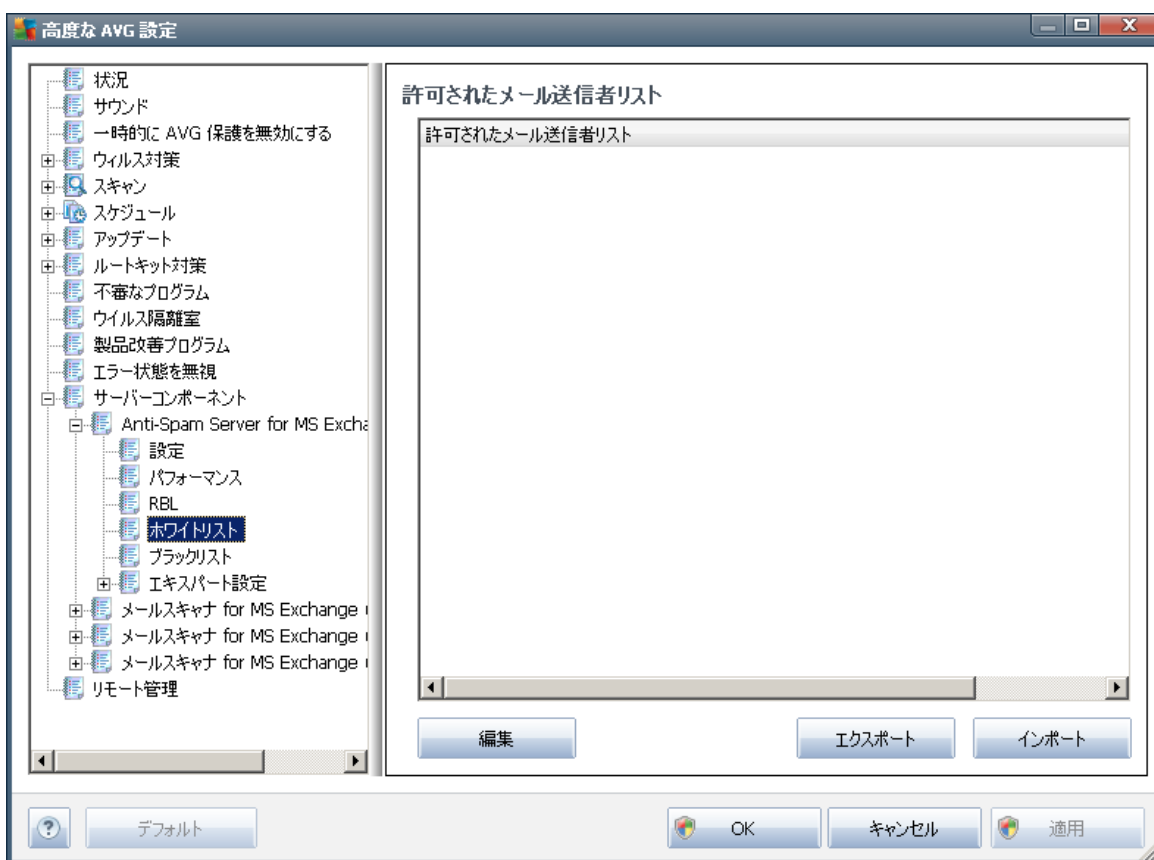 高度な AVG 設定
状況
サウンド
一時的に AVG 保護を無効にする
ウィルス対策
スキャン
スケジュール
アップデート
ルートキット対策
不審なプログラム
ウイルス隔離室
製品改善プログラム
エラー状態を無視
サーバーコンポーネント
Anti-Spam Server for MS Excha
設定
パフォーマンス
RBL
ホワイトリスト
ブラックリスト
エキスパート設定
メールスキャナ for MS Exchange
メールスキャナ for MS Exchange
メールスキャナ for MS Exchange
リモート管理
許可されたメール送信者リスト
許可されたメール送信者リスト
編集
エクスポート
インポート
?
デフォルト
OK
キャンセル
適用